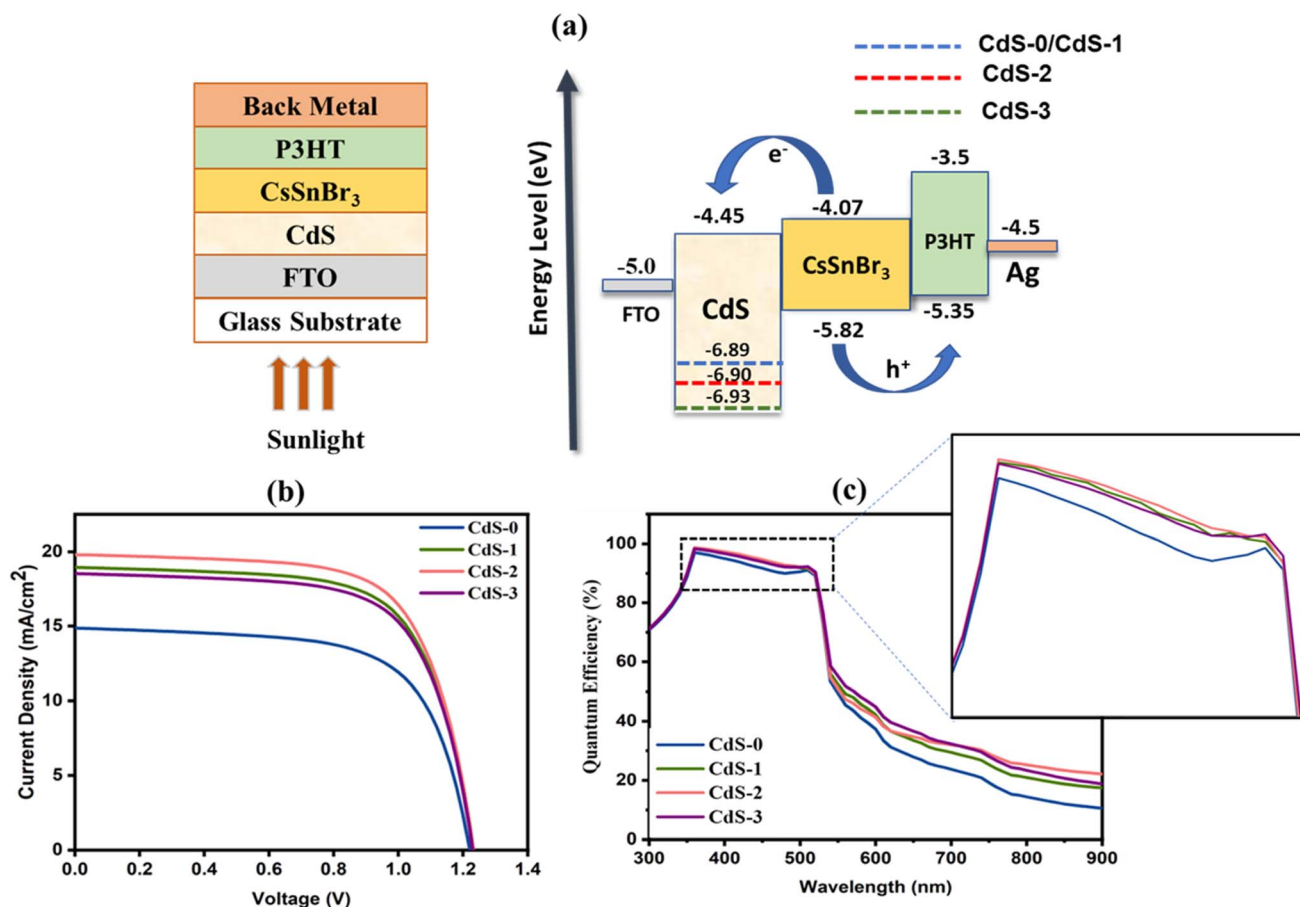 (a)
Back Metal
P3HT
CsSnBr₃
CdS
FTO
Glass Substrate
Sunlight
Energy Level (eV)
CdS-0/CdS-1
CdS-2
CdS-3
e⁻
-3.5
-4.45
-4.07
-4.5
-5.0
P3HT
CsSnBr₃
Ag
FTO
CdS
-5.35
-5.82
-6.89
h⁺
-6.90
-6.93
(b)
CdS-0
CdS-1
CdS-2
CdS-3
Current Density (mA/cm²)
20
15
10
5
0
0.0 0.2 0.4 0.6 0.8 1.0 1.2 1.4
Voltage (V)
(c)
Quantum Efficiency (%)
100
80
60
40
20
0
CdS-0
CdS-1
CdS-2
CdS-3
300 400 500 600 700 800 900
Wavelength (nm)